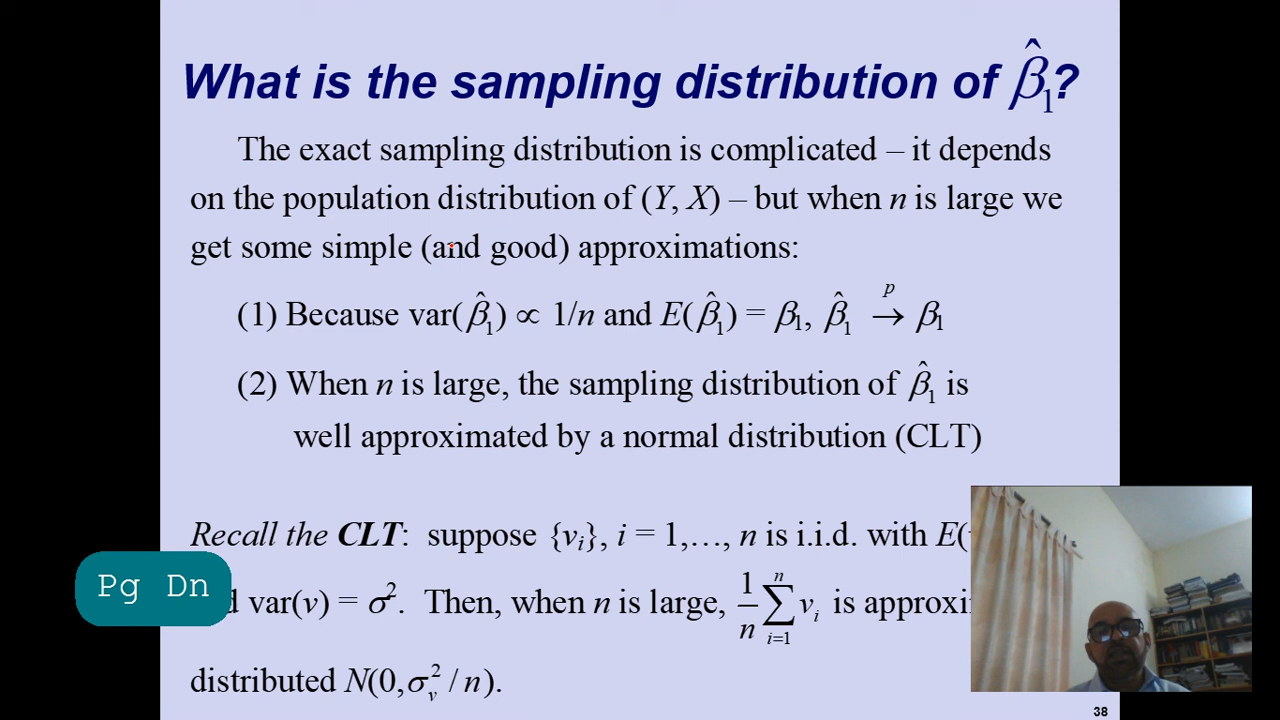 What is the sampling distribution of β̂₁?
The exact sampling distribution is complicated – it depends
on the population distribution of (Y, X) – but when n is large we
get some simple (and good) approximations:
(1) Because var(β̂₁) ∝ 1/n and E(β̂₁) = β₁, β̂₁ →ᵖ β₁
(2) When n is large, the sampling distribution of β̂₁ is
well approximated by a normal distribution (CLT)
Recall the CLT: suppose {vᵢ}, i = 1,…, n is i.i.d. with E(
Pg Dn
var(v) = σ². Then, when n is large, 1/n ∑ᵢ₌₁ⁿ vᵢ is
distributed N(0, σᵥ² / n).
38